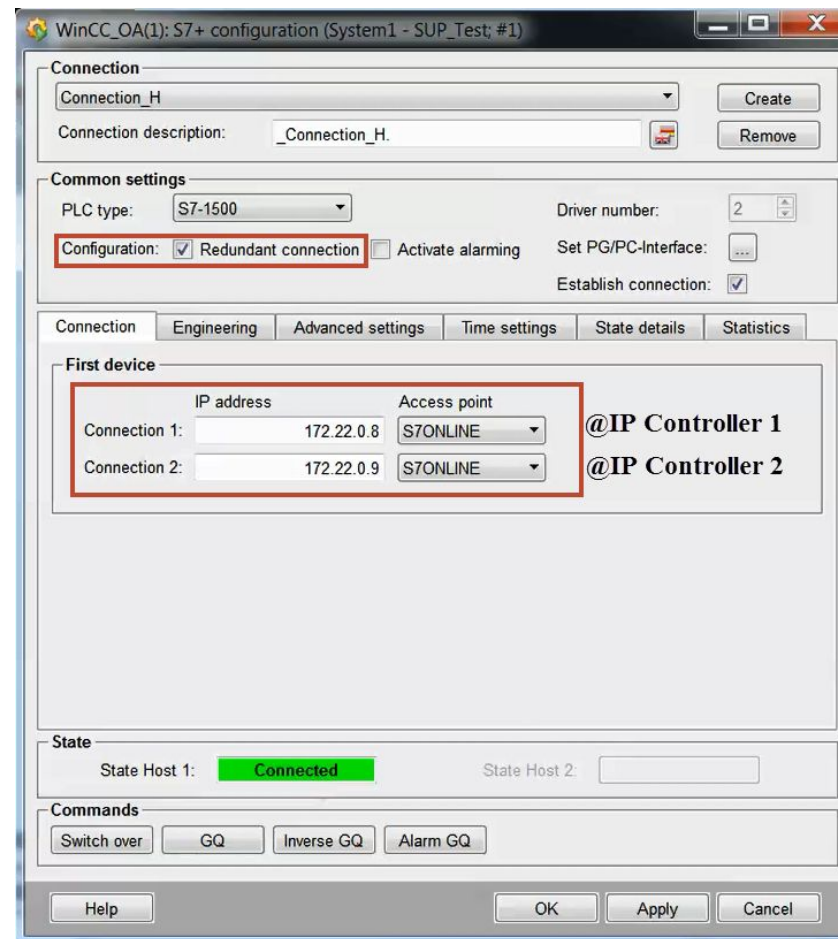 WinCC_OA(1): S7+ configuration (System1 - SUP_Test; #1)
Connection
Connection_H
Create
Connection description: _Connection_H.
Remove
Common settings
PLC type: S7-1500
Driver number: 2
Configuration: Redundant connection Activate alarming
Set PG/PC-Interface: ...
Establish connection:
Connection Engineering Advanced settings Time settings State details Statistics
First device
IP address Access point
Connection 1: 172.22.0.8 S7ONLINE @IP Controller 1
Connection 2: 172.22.0.9 S7ONLINE @IP Controller 2
State
State Host 1: Connected State Host 2:
Commands
Switch over GQ Inverse GQ Alarm GQ
Help OK Apply Cancel